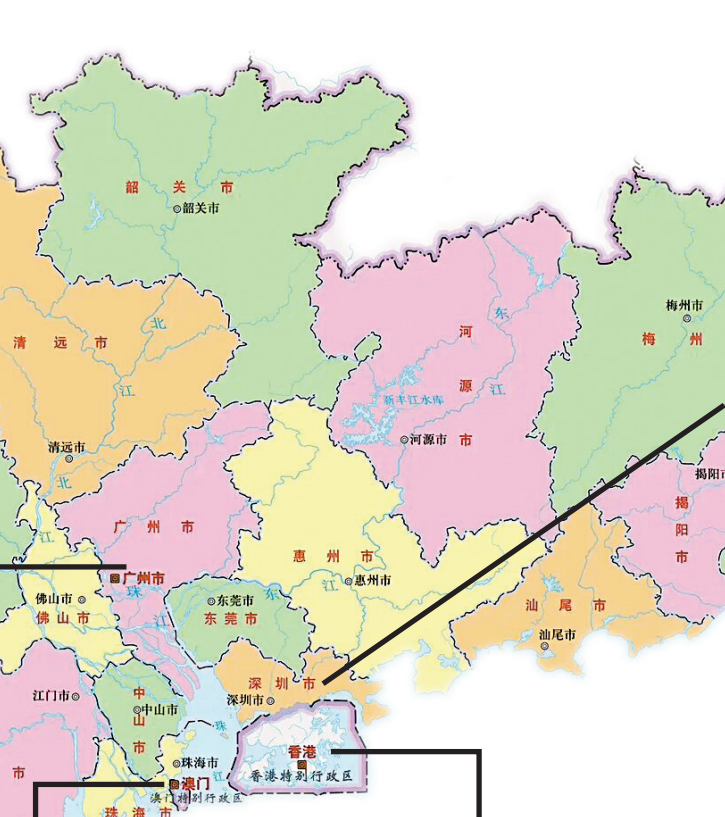 韶关市
韶关市
梅州市
北
东
河
清远市
梅州
源
江
江
新丰江水库
河源市
市
清远市
揭阳市
北
揭
广州市
阳
江
惠州市
市
广州市
惠州市
珠
东
江
佛山市
东莞市
汕尾市
佛山市
江
东莞市
汕尾市
深圳市
江门市
中
深圳市
中山市
山
珠
市
香港
珠海市
市
江
香港特别行政区
澳门
澳门特别行政区
珠海市